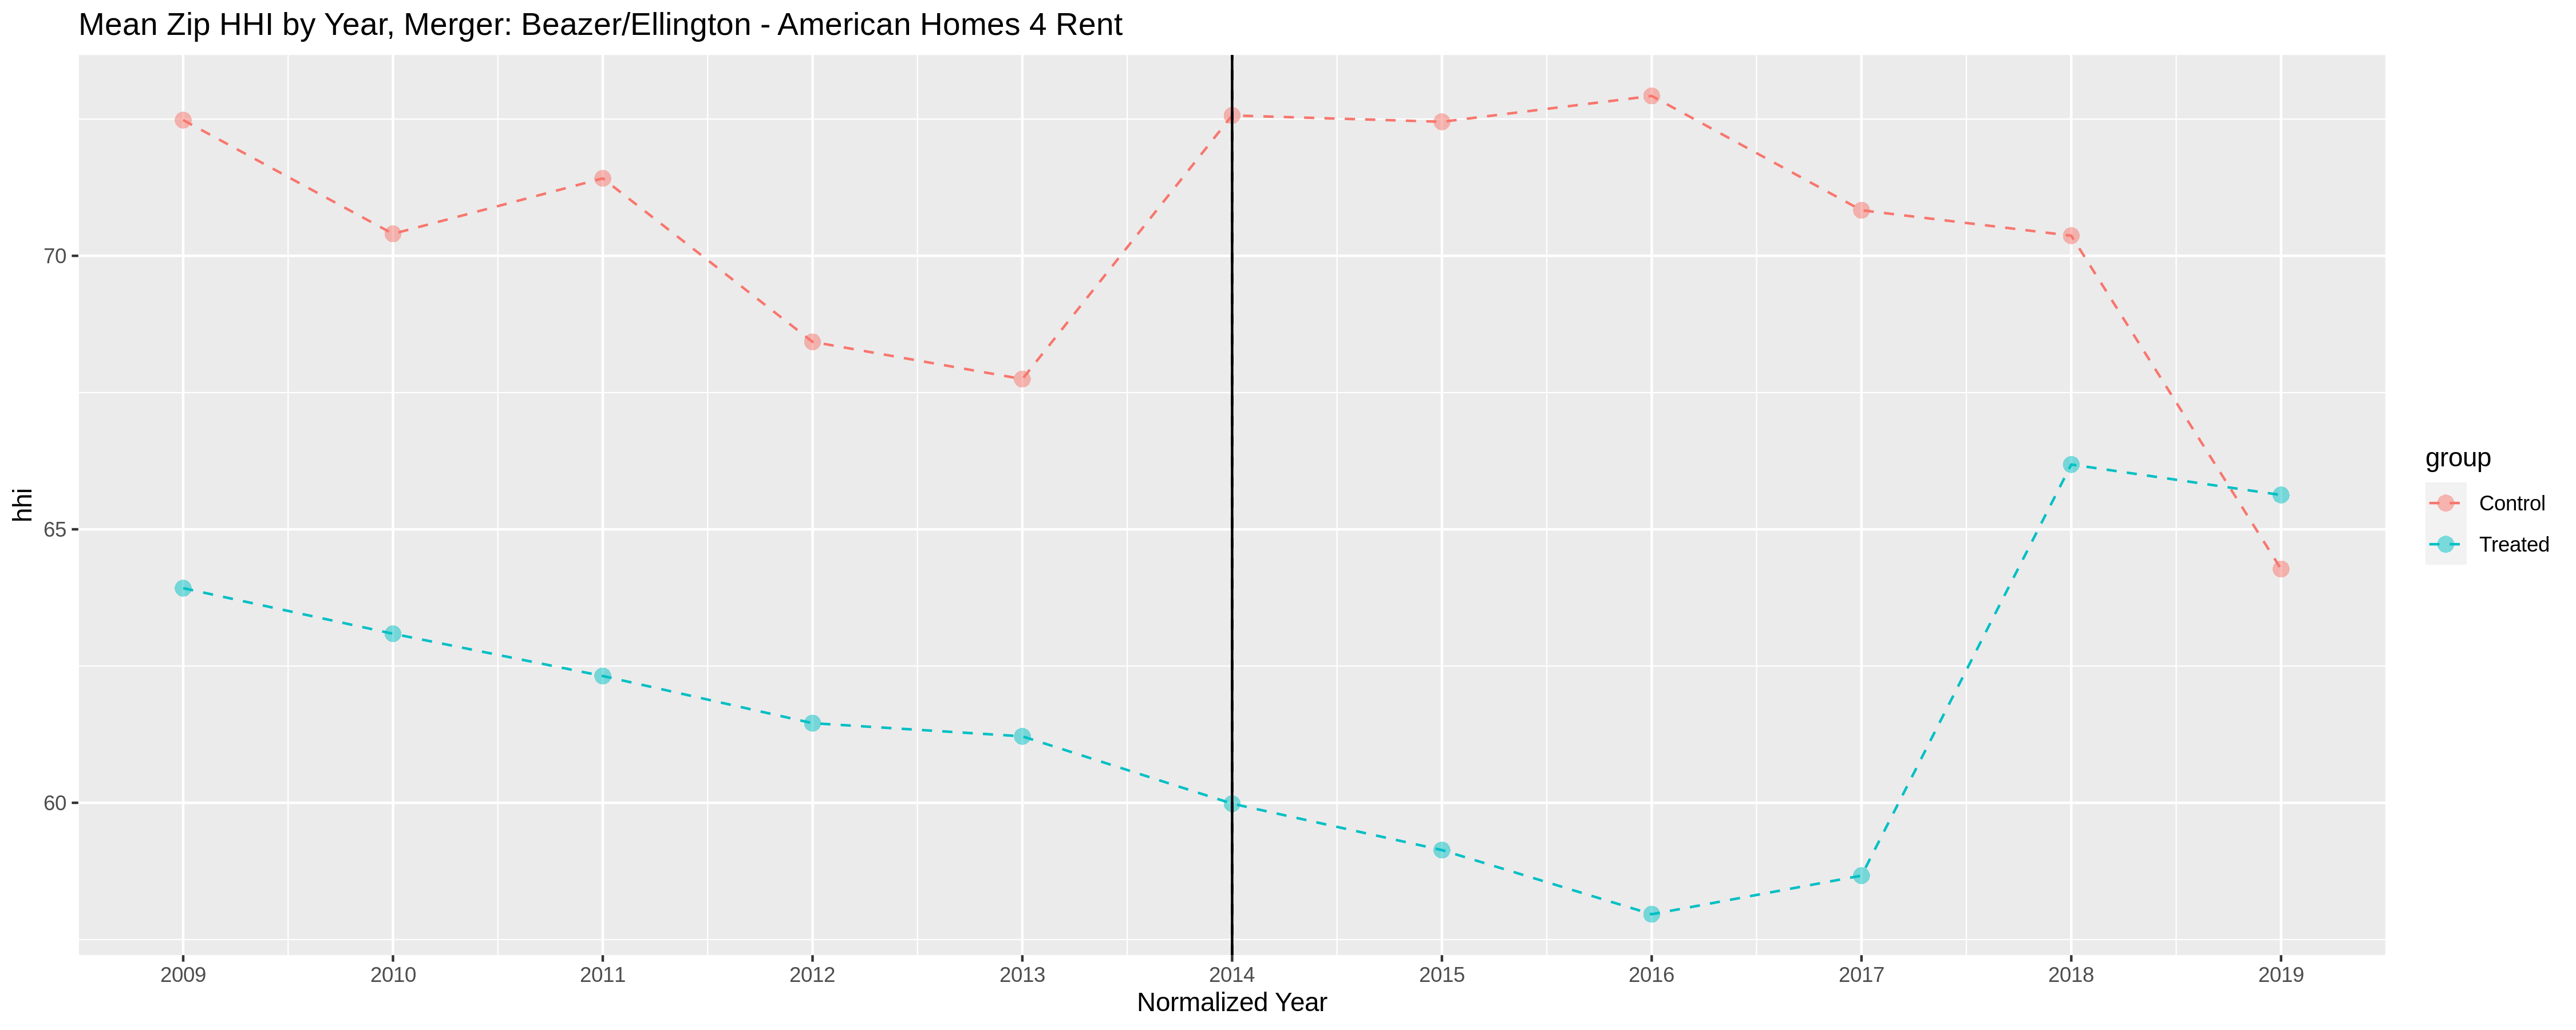 Mean Zip HHI by Year, Merger: Beazer/Ellington - American Homes 4 Rent
hhi
70
65
60
2009 2010 2011 2012 2013 2014 2015 2016 2017 2018 2019
Normalized Year
group
Control
Treated